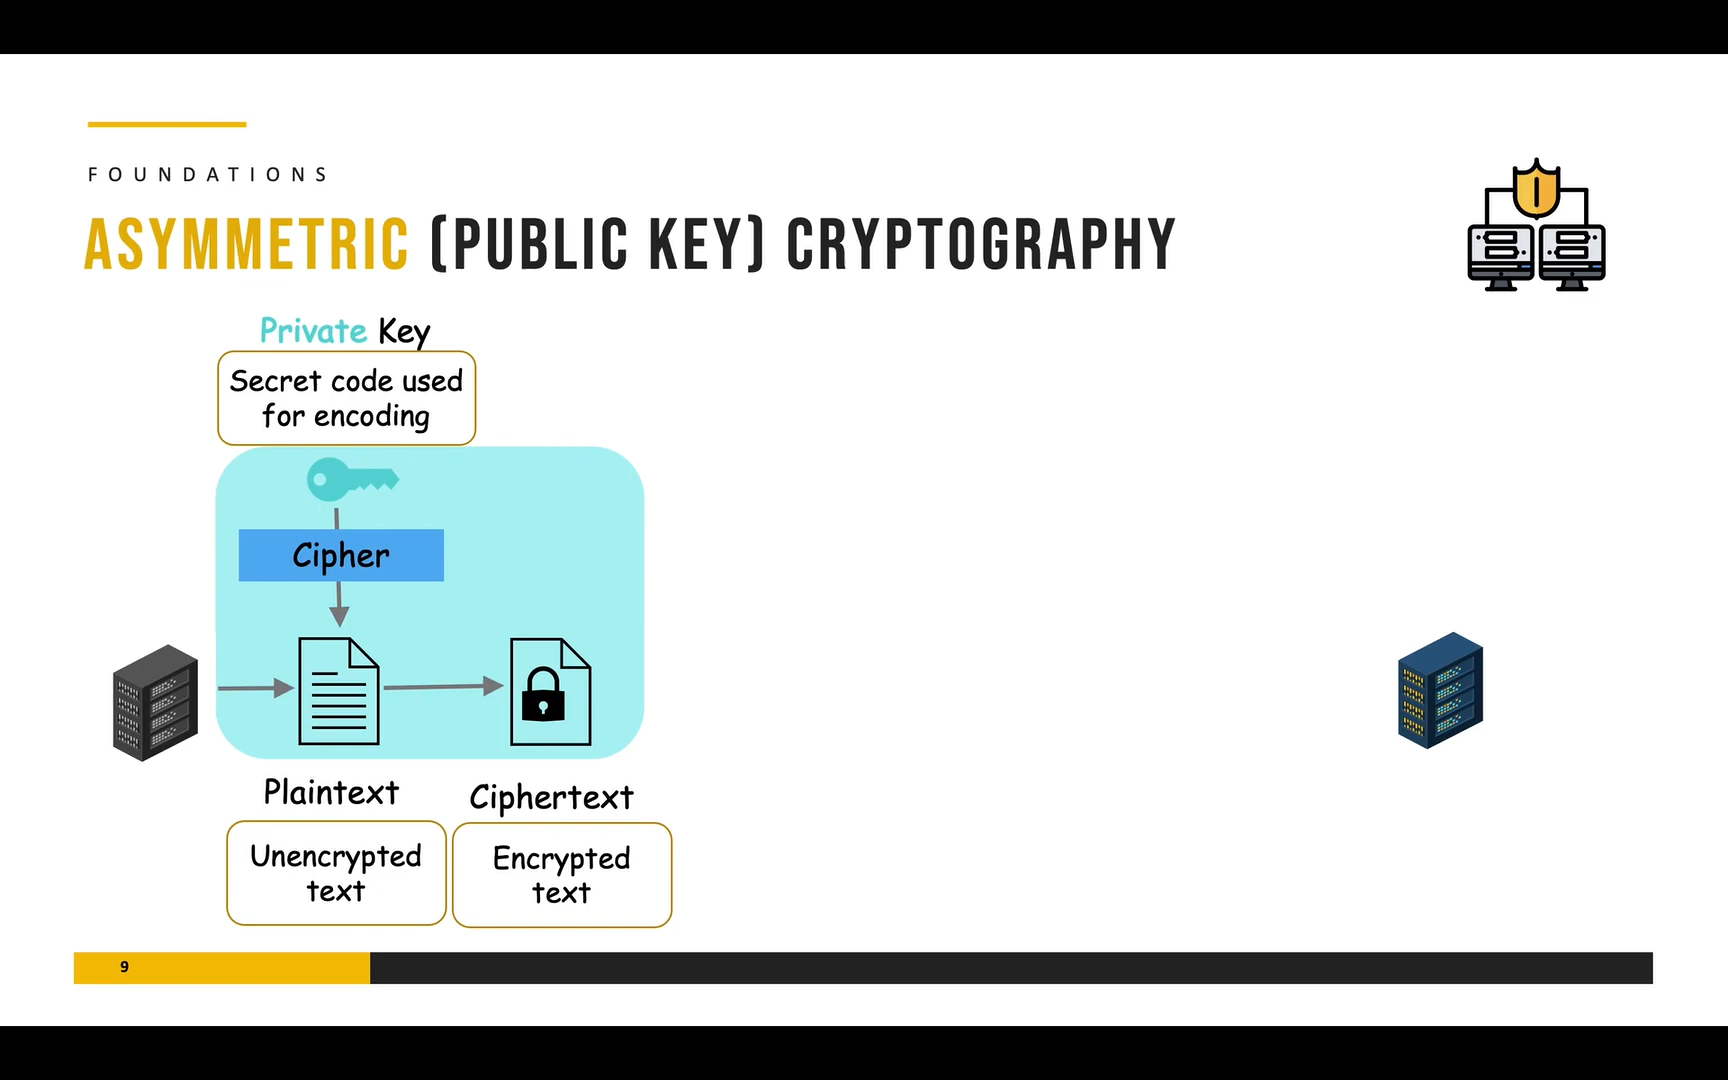 FOUNDATIONS
ASYMMETRIC (PUBLIC KEY) CRYPTOGRAPHY
Private Key
Secret code used
for encoding
Cipher
Plaintext
Ciphertext
Unencrypted
text
Encrypted
text
9